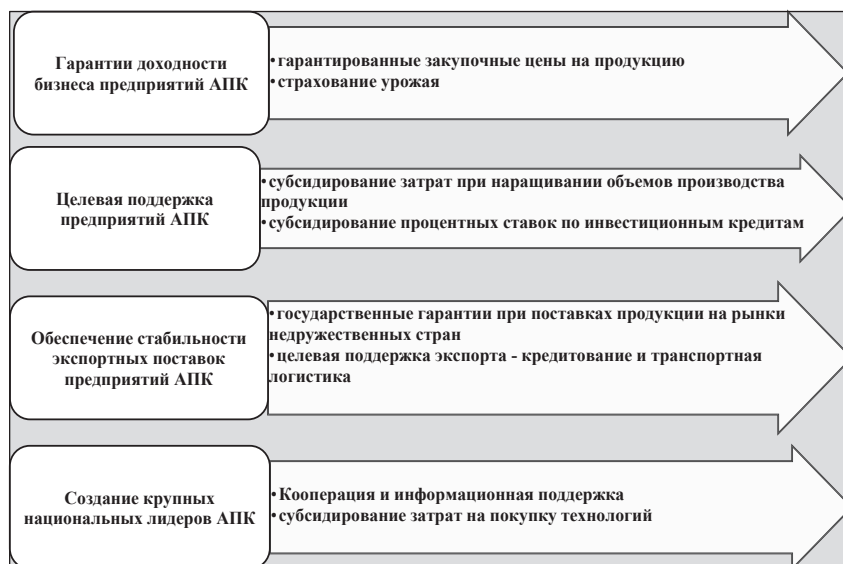 Гарантии доходности
бизнеса предприятий АПК
•гарантированные закупочные цены на продукцию
•страхование урожая
Целевая поддержка
предприятий АПК
•субсидирование затрат при наращивании объемов производства
продукции
•субсидирование процентных ставок по инвестиционным кредитам
Обеспечение стабильности
экспортных поставок
предприятий АПК
•государственные гарантии при поставках продукции на рынки
недружественных стран
•целевая поддержка экспорта - кредитование и транспортная
логистика
Создание крупных
национальных лидеров АПК
•Кооперация и информационная поддержка
•субсидирование затрат на покупку технологий